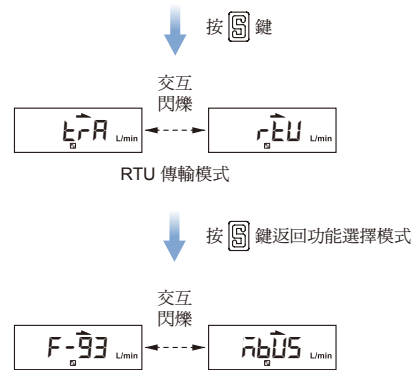 按 S 鍵
交互
閃爍
trA L/min rtU L/min
RTU 傳輸模式
按 S 鍵返回功能選擇模式
交互
閃爍
F-93 L/min mbUS L/min